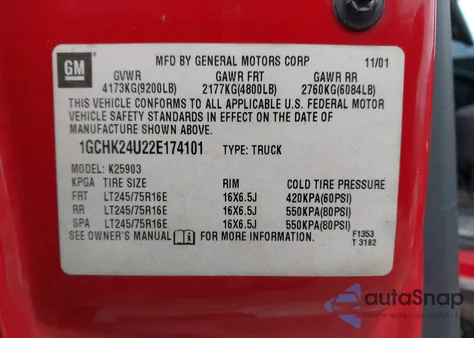 GM
MFD BY GENERAL MOTORS CORP 11/01
GVWR GAWR FRT GAWR RR
4173KG(9200LB) 2177KG(4800LB) 2760KG(6084LB)
THIS VEHICLE CONFORMS TO ALL APPLICABLE U.S. FEDERAL MOTOR
VEHICLE SAFETY STANDARDS IN EFFECT ON THE DATE OF
MANUFACTURE SHOWN ABOVE.
1GCHK24U22E174101 TYPE: TRUCK
MODEL: K25903
KPGA TIRE SIZE RIM COLD TIRE PRESSURE
FRT LT245/75R16E 16X6.5J 420KPA(60PSI)
RR LT245/75R16E 16X6.5J 550KPA(80PSI)
SPA LT245/75R16E 16X6.5J 550KPA(80PSI)
SEE OWNER'S MANUAL FOR MORE INFORMATION
F1353
T 3182
autoSnap